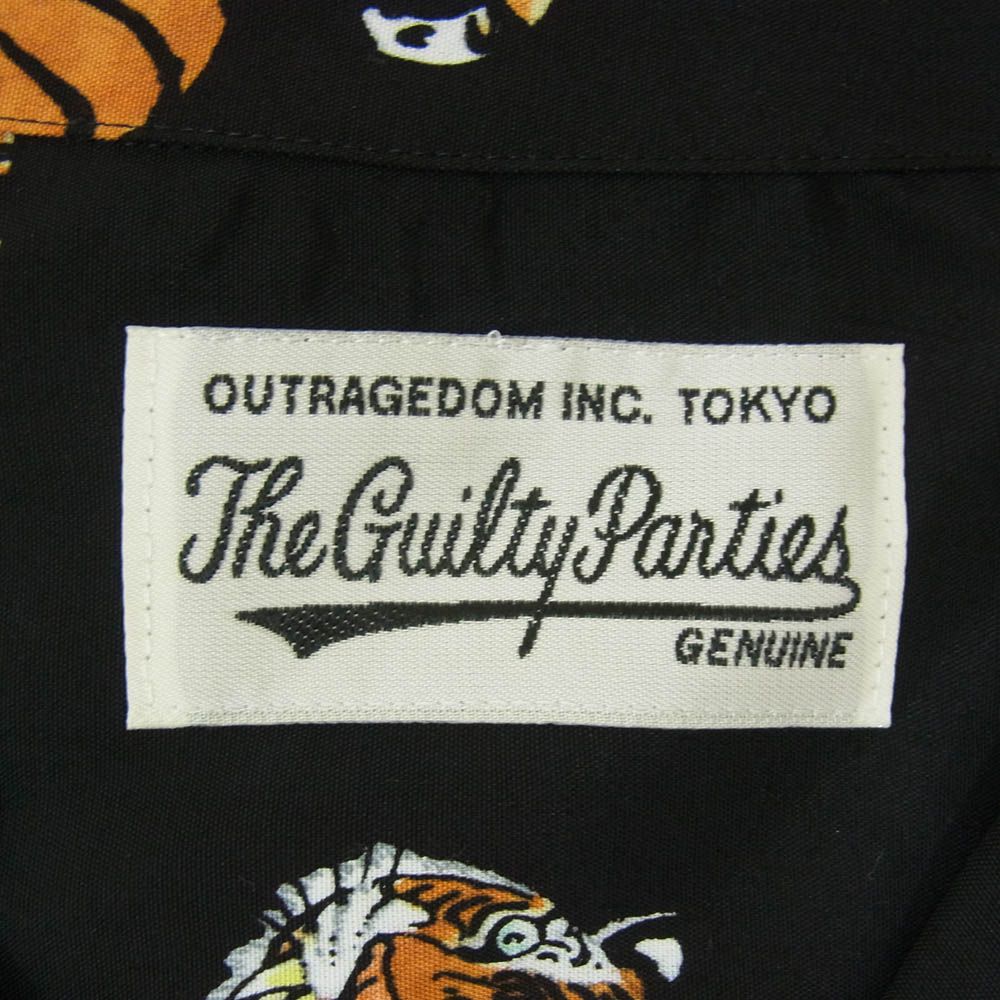 OUTRAGEDOM INC. TOKYO
The Guilty Parties
GENUINE